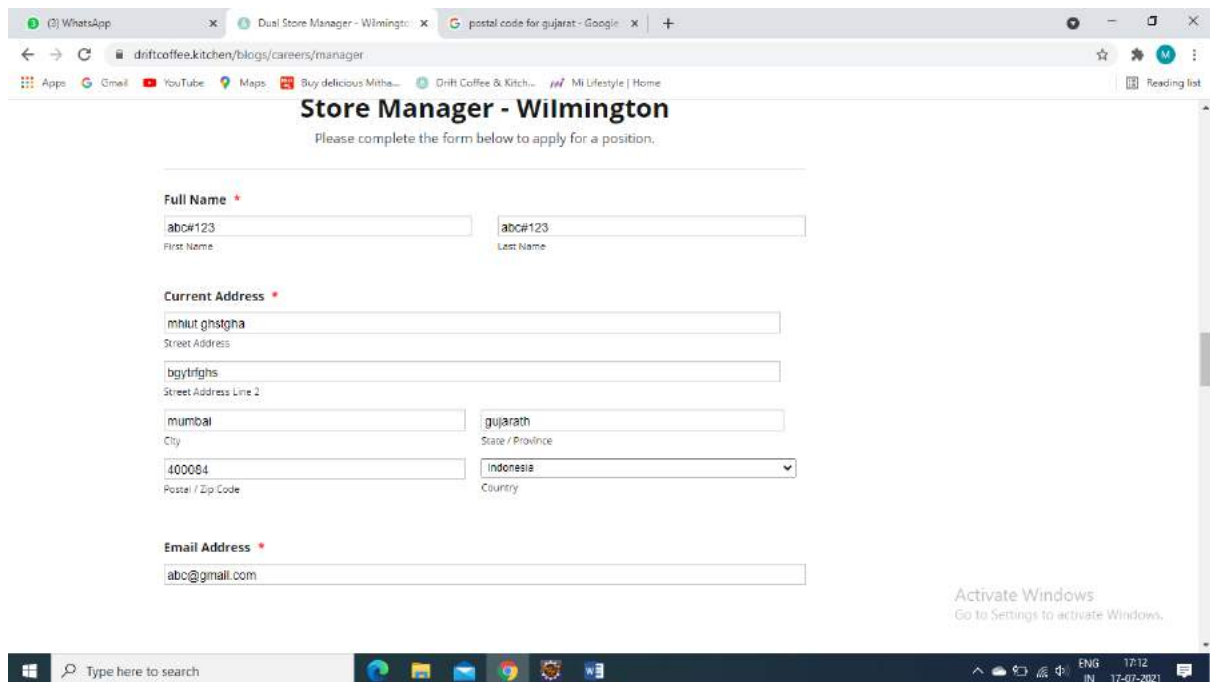 (3) WhatsApp
Dual Store Manager - Wilmingto
postal code for gujarat - Google
driftcoffee.kitchen/blogs/careers/manager
M
Apps Gmail YouTube Maps Buy delicious Mitha... Drift Coffee & Kitch... Mi Lifestyle | Home Reading list
Store Manager - Wilmington
Please complete the form below to apply for a position.
Full Name *
abc#123 abc#123
First Name Last Name
Current Address *
mhiut ghstgha
Street Address
bgytrfghs
Street Address Line 2
mumbai gujarath
City State / Province
400084 Indonesia
Postal / Zip Code Country
Email Address *
abc@gmail.com
Activate Windows
Go to Settings to activate Windows.
Type here to search
ENG 17:12
IN 17-07-2021